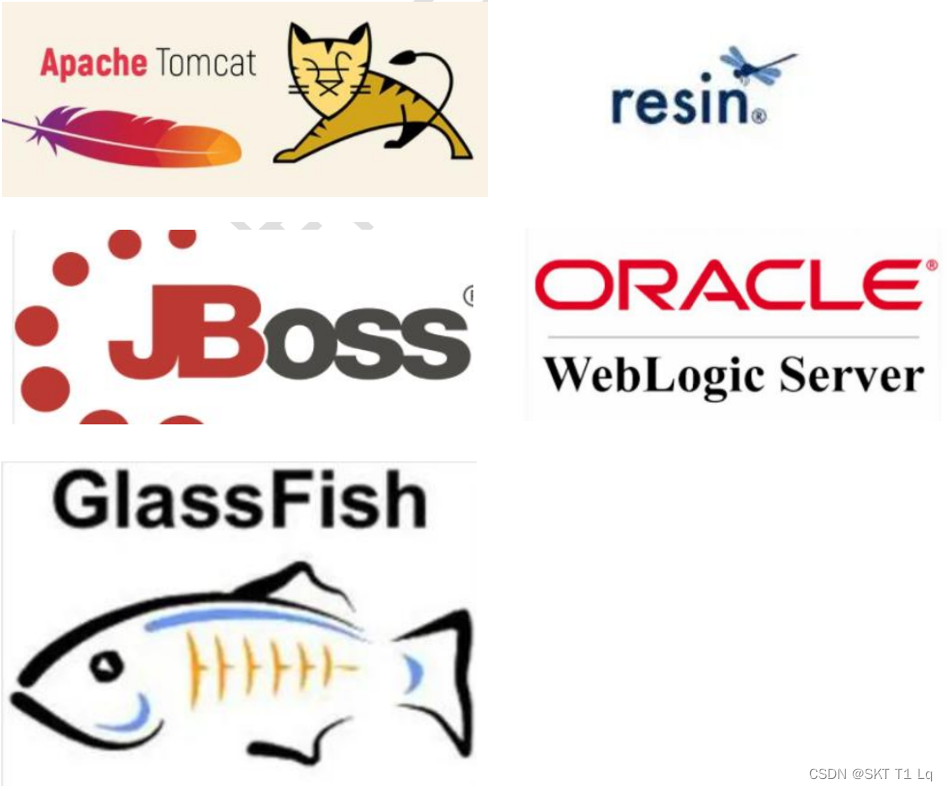 Apache Tomcat
resin®
JBoss®
ORACLE®
WebLogic Server
GlassFish
CSDN @SKT T1 Lq